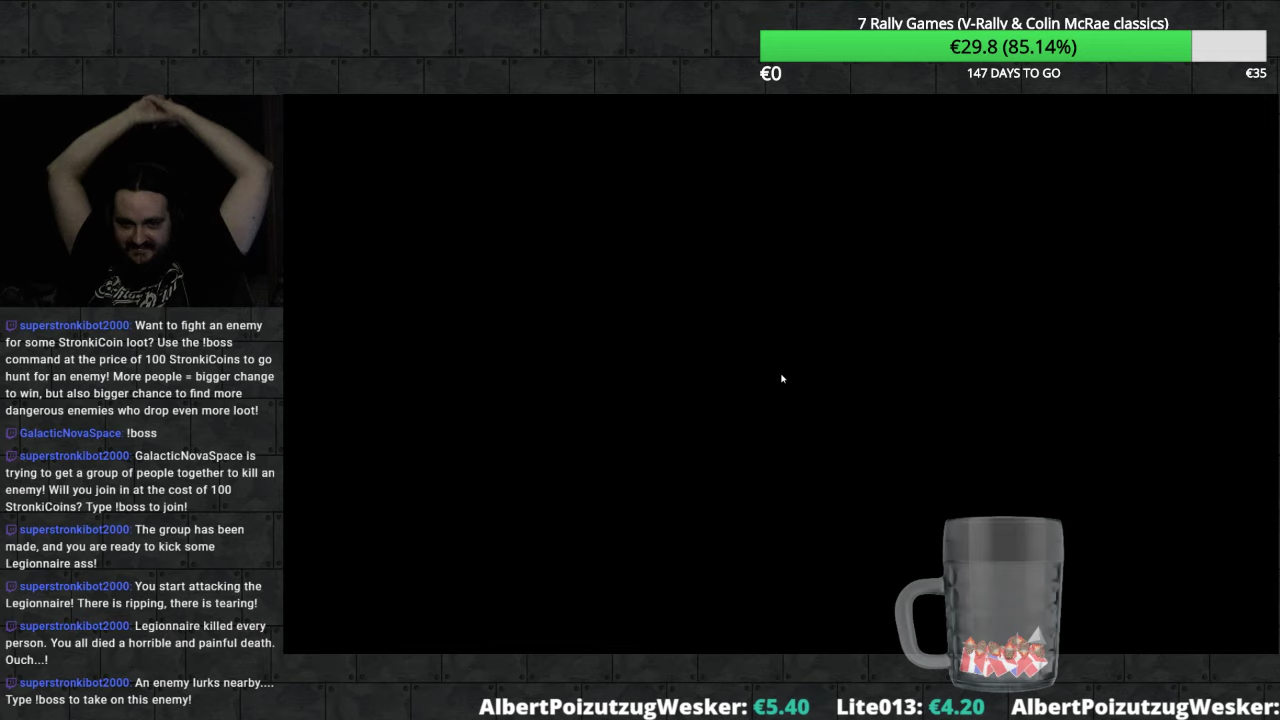 7 Rally Games (V-Rally & Colin McRae classics)
€29.8 (85.14%)
€0
147 DAYS TO GO
€35
superstronkibot2000: Want to fight an enemy
for some StronkiCoin loot? Use the !boss
command at the price of 100 StronkiCoins to go
hunt for an enemy! More people = bigger change
to win, but also bigger chance to find more
dangerous enemies who drop even more loot!
GalacticNovaSpace: !boss
superstronkibot2000: GalacticNovaSpace is
trying to get a group of people together to kill an
enemy! Will you join in at the cost of 100
StronkiCoins? Type !boss to join!
superstronkibot2000: The group has been
made, and you are ready to kick some
Legionnaire ass!
superstronkibot2000: You start attacking the
Legionnaire! There is ripping, there is tearing!
superstronkibot2000: Legionnaire killed every
person. You all died a horrible and painful death.
Ouch...!
superstronkibot2000: An enemy lurks nearby....
Type !boss to take on this enemy!
AlbertPoizutzugWesker: €5.40 Lite013: €4.20 AlbertPoizutzugWesker: